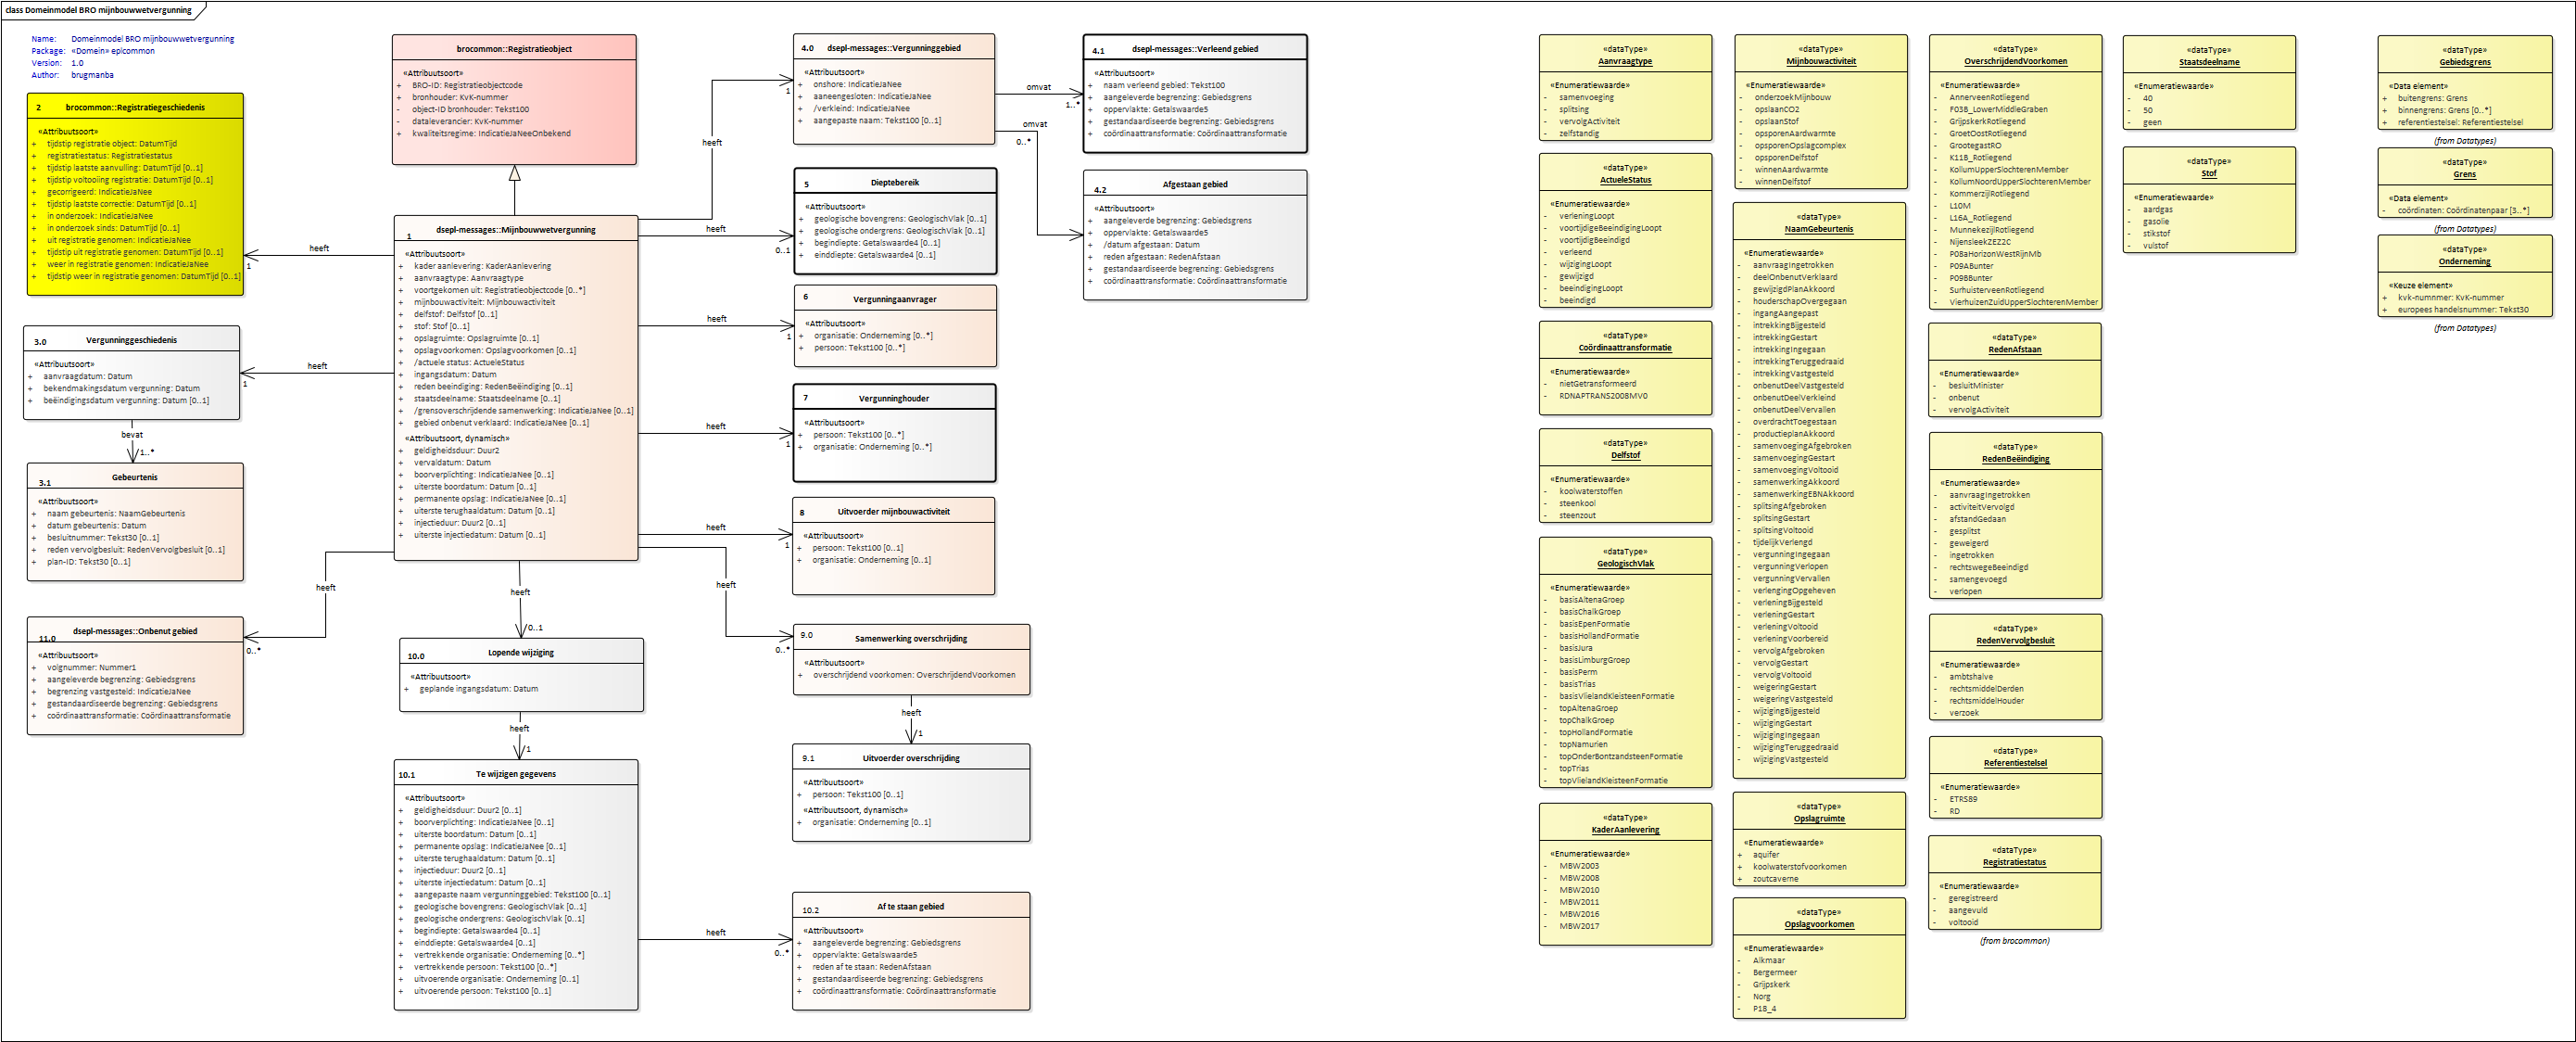 class Domeinmodel BRO mijnbouwwetvergunning
Name: Domeinmodel BRO mijnbouwwetvergunning
Package: «Domein» eplcommon
Version: 1.0
Author: brugmanba
2 brocommon::Registratiegeschiedenis
«Attribuutsoort»
+ tijdstip registratie object: DatumTijd
+ registratiestatus: Registratiestatus
+ tijdstip laatste aanvulling: DatumTijd [0..1]
+ tijdstip voltooiing registratie: DatumTijd [0..1]
+ gecorrigeerd: IndicatieJaNee
+ tijdstip laatste correctie: DatumTijd [0..1]
+ in onderzoek: IndicatieJaNee
+ in onderzoek sinds: DatumTijd [0..1]
+ uit registratie genomen: IndicatieJaNee
+ tijdstip uit registratie genomen: DatumTijd [0..1]
+ weer in registratie genomen: IndicatieJaNee
+ tijdstip weer in registratie genomen: DatumTijd [0..1]
3.0 Vergunninggeschiedenis
«Attribuutsoort»
+ aanvraagdatum: Datum
+ bekendmakingsdatum vergunning: Datum
+ beëindigingsdatum vergunning: Datum [0..1]
bevat
1..*
3.1 Gebeurtenis
«Attribuutsoort»
+ naam gebeurtenis: NaamGebeurtenis
+ datum gebeurtenis: Datum
+ besluitnummer: Tekst30 [0..1]
+ reden vervolgbesluit: RedenVervolgbesluit [0..1]
+ plan-ID: Tekst30 [0..1]
11.0 dsepl-messages::Onbenut gebied
«Attribuutsoort»
+ volgnummer: Nummer1
+ aangeleverde begrenzing: Gebiedsgrens
+ begrenzing vastgesteld: IndicatieJaNee
+ gestandaardiseerde begrenzing: Gebiedsgrens
+ coördinaattransformatie: Coördinaattransformatie
heeft
1
heeft
1
heeft
0..*
brocommon::Registratieobject
«Attribuutsoort»
+ BRO-ID: Registratieobjectcode
+ bronhouder: KvK-nummer
- object-ID bronhouder: Tekst100
- dataleverancier: KvK-nummer
+ kwaliteitsregime: IndicatieJaNeeOnbekend
1 dsepl-messages::Mijnbouwwetvergunning
«Attribuutsoort»
+ kader aanlevering: KaderAanlevering
+ aanvraagtype: Aanvraagtype
+ voortgekomen uit: Registratieobjectcode [0..*]
+ mijnbouwactiviteit: Mijnbouwactiviteit
+ delfstof: Delfstof [0..1]
+ stof: Stof [0..1]
+ opslagruimte: Opslagruimte [0..1]
+ opslagvoorkomen: Opslagvoorkomen [0..1]
+ /actuele status: ActueleStatus
+ ingangsdatum: Datum
+ reden beeindiging: RedenBeëindiging [0..1]
+ staatsdeelname: Staatsdeelname [0..1]
+ /grensoverschrijdende samenwerking: IndicatieJaNee [0..1]
+ gebied onbenut verklaard: IndicatieJaNee [0..1]
«Attribuutsoort, dynamisch»
+ geldigheidsduur: Duur2
+ vervaldatum: Datum
+ boorverplichting: IndicatieJaNee [0..1]
+ uiterste boordatum: Datum [0..1]
+ permanente opslag: IndicatieJaNee [0..1]
+ uiterste terughaaldatum: Datum [0..1]
+ injectieduur: Duur2 [0..1]
+ uiterste injectiedatum: Datum [0..1]
heeft
0..1
10.0 Lopende wijziging
«Attribuutsoort»
+ geplande ingangsdatum: Datum
heeft
1
10.1 Te wijzigen gegevens
«Attribuutsoort»
+ geldigheidsduur: Duur2 [0..1]
+ boorverplichting: IndicatieJaNee [0..1]
+ uiterste boordatum: Datum [0..1]
+ permanente opslag: IndicatieJaNee [0..1]
+ uiterste terughaaldatum: Datum [0..1]
+ injectieduur: Duur2 [0..1]
+ uiterste injectiedatum: Datum [0..1]
+ aangepaste naam vergunninggebied: Tekst100 [0..1]
+ geologische bovengrens: GeologischVlak [0..1]
+ geologische ondergrens: GeologischVlak [0..1]
+ begindiepte: Getalswaarde4 [0..1]
+ einddiepte: Getalswaarde4 [0..1]
+ vertrekkende organisatie: Onderneming [0..*]
+ vertrekkende persoon: Tekst100 [0..*]
+ uitvoerende organisatie: Onderneming [0..1]
+ uitvoerende persoon: Tekst100 [0..1]
heeft
1
heeft
0..1
heeft
1
heeft
1
heeft
1
heeft
0..*
heeft
0..*
4.0 dsepl-messages::Vergunninggebied
«Attribuutsoort»
+ onshore: IndicatieJaNee
+ aaneengesloten: IndicatieJaNee
+ /verkleind: IndicatieJaNee
+ aangepaste naam: Tekst100 [0..1]
5 Dieptebereik
«Attribuutsoort»
+ geologische bovengrens: GeologischVlak [0..1]
+ geologische ondergrens: GeologischVlak [0..1]
+ begindiepte: Getalswaarde4 [0..1]
+ einddiepte: Getalswaarde4 [0..1]
6 Vergunningaanvrager
«Attribuutsoort»
+ organisatie: Onderneming [0..*]
+ persoon: Tekst100 [0..*]
7 Vergunninghouder
«Attribuutsoort»
+ persoon: Tekst100 [0..*]
+ organisatie: Onderneming [0..*]
8 Uitvoerder mijnbouwactiviteit
«Attribuutsoort»
+ persoon: Tekst100 [0..1]
+ organisatie: Onderneming [0..1]
9.0 Samenwerking overschrijding
«Attribuutsoort»
+ overschrijdend voorkomen: OverschrijdendVoorkomen
heeft
1
9.1 Uitvoerder overschrijding
«Attribuutsoort»
+ persoon: Tekst100 [0..1]
«Attribuutsoort, dynamisch»
+ organisatie: Onderneming [0..1]
10.2 Af te staan gebied
«Attribuutsoort»
+ aangeleverde begrenzing: Gebiedsgrens
+ oppervlakte: Getalswaarde5
+ reden af te staan: RedenAfstaan
+ gestandaardiseerde begrenzing: Gebiedsgrens
+ coördinaattransformatie: Coördinaattransformatie
omvat
1..*
omvat
0..*
4.1 dsepl-messages::Verleend gebied
«Attribuutsoort»
+ naam verleend gebied: Tekst100
+ aangeleverde begrenzing: Gebiedsgrens
+ oppervlakte: Getalswaarde5
+ gestandaardiseerde begrenzing: Gebiedsgrens
+ coördinaattransformatie: Coördinaattransformatie
4.2 Afgestaan gebied
«Attribuutsoort»
+ aangeleverde begrenzing: Gebiedsgrens
+ oppervlakte: Getalswaarde5
+ /datum afgestaan: Datum
+ reden afgestaan: RedenAfstaan
+ gestandaardiseerde begrenzing: Gebiedsgrens
+ coördinaattransformatie: Coördinaattransformatie
«dataType»
Aanvraagtype
«Enumeratiewaarde»
- samenvoeging
- splitsing
- vervolgActiviteit
- zelfstandig
«dataType»
ActueleStatus
«Enumeratiewaarde»
- verleningLoopt
- voortijdigeBeeindigingLoopt
- voortijdigBeeindigd
- verleend
- wijzigingLoopt
- gewijzigd
- beeindigingLoopt
- beeindigd
«dataType»
Coördinaattransformatie
«Enumeratiewaarde»
- nietGetransformeerd
- RDNAPTRANS2008MV0
«dataType»
Delfstof
«Enumeratiewaarde»
- koolwaterstoffen
- steenkool
- steenzout
«dataType»
GeologischVlak
«Enumeratiewaarde»
- basisAltenaGroep
- basisChalkGroep
- basisEpenFormatie
- basisHollandFormatie
- basisJura
- basisLimburgGroep
- basisPerm
- basisTrias
- basisVlielandKleisteenFormatie
- topAltenaGroep
- topChalkGroep
- topHollandFormatie
- topNamurien
- topOnderBontzandsteenFormatie
- topTrias
- topVlielandKleisteenFormatie
«dataType»
KaderAanlevering
«Enumeratiewaarde»
- MBW2003
- MBW2008
- MBW2010
- MBW2011
- MBW2016
- MBW2017
«dataType»
Mijnbouwactiviteit
«Enumeratiewaarde»
- onderzoekMijnbouw
- opslaanCO2
- opslaanStof
- opsporenAardwarmte
- opsporenOpslagcomplex
- opsporenDelfstof
- winnenAardwarmte
- winnenDelfstof
«dataType»
NaamGebeurtenis
«Enumeratiewaarde»
- aanvraagIngetrokken
- deelOnbenutVerklaard
- gewijzigdPlanAkkoord
- houderschapOvergegaan
- ingangAangepast
- intrekkingBijgesteld
- intrekkingGestart
- intrekkingIngegaan
- intrekkingTeruggedraaid
- intrekkingVastgesteld
- onbenutDeelVastgesteld
- onbenutDeelVerkleind
- onbenutDeelVervallen
- overdrachtToegestaan
- productieplanAkkoord
- samenvoegingAfgebroken
- samenvoegingGestart
- samenvoegingVoltooid
- samenwerkingAkkoord
- samenwerkingEBNAkkoord
- splitsingAfgebroken
- splitsingGestart
- splitsingVoltooid
- tijdelijkVerlengd
- vergunningIngegaan
- vergunningVerlopen
- vergunningVervallen
- verlengingOpgeheven
- verleningBijgesteld
- verleningGestart
- verleningVoltooid
- verleningVoorbereid
- vervolgAfgebroken
- vervolgGestart
- vervolgVoltooid
- weigeringGestart
- weigeringVastgesteld
- wijzigingBijgesteld
- wijzigingGestart
- wijzigingIngegaan
- wijzigingTeruggedraaid
- wijzigingVastgesteld
«dataType»
Opslagruimte
«Enumeratiewaarde»
+ aquifer
+ koolwaterstofvoorkomen
+ zoutcaverne
«dataType»
Opslagvoorkomen
«Enumeratiewaarde»
- Alkmaar
- Bergermeer
- Grijpskerk
- Norg
- P18_4
«dataType»
OverschrijdendVoorkomen
«Enumeratiewaarde»
- AnnerveenRotliegend
- F03B_LowerMiddleGraben
- GrijpskerkRotliegend
- GroetOostRotliegend
- GrootegastRO
- K11B_Rotliegend
- KollumUpperSlochterenMember
- KollumNoordUpperSlochterenMember
- KommerzijlRotliegend
- L10M
- L16A_Rotliegend
- MunnekezijlRotliegend
- NijensleekZEZ2C
- P08aHorizonWestRijnMb
- P09ABunter
- P09BBunter
- SurhuisterveenRotliegend
- VierhuizenZuidUpperSlochterenMember
«dataType»
RedenAfstaan
«Enumeratiewaarde»
- besluitMinister
- onbenut
- vervolgActiviteit
«dataType»
RedenBeëindiging
«Enumeratiewaarde»
- aanvraagIngetrokken
- activiteitVervolgd
- afstandGedaan
- gesplitst
- geweigerd
- ingetrokken
- rechtswegeBeeindigd
- samengevoegd
- verlopen
«dataType»
RedenVervolgbesluit
«Enumeratiewaarde»
- ambtshalve
- rechtsmiddelDerden
- rechtsmiddelHouder
- verzoek
«dataType»
Referentiestelsel
«Enumeratiewaarde»
- ETRS89
- RD
«dataType»
Registratiestatus
«Enumeratiewaarde»
- geregistreerd
- aangevuld
- voltooid
(from brocommon)
«dataType»
Staatsdeelname
«Enumeratiewaarde»
- 40
- 50
- geen
«dataType»
Stof
«Enumeratiewaarde»
- aardgas
- gasolie
- stikstof
- vulstof
«dataType»
Gebiedsgrens
«Data element»
+ buitengrens: Grens
+ binnengrens: Grens [0..*]
+ referentiestelsel: Referentiestelsel
(from Datatypes)
«dataType»
Grens
«Data element»
+ coördinaten: Coördinatenpaar [3..*]
(from Datatypes)
«dataType»
Onderneming
«Keuze element»
+ kvk-numnmer: KvK-nummer
+ europees handelsnummer: Tekst30
(from Datatypes)